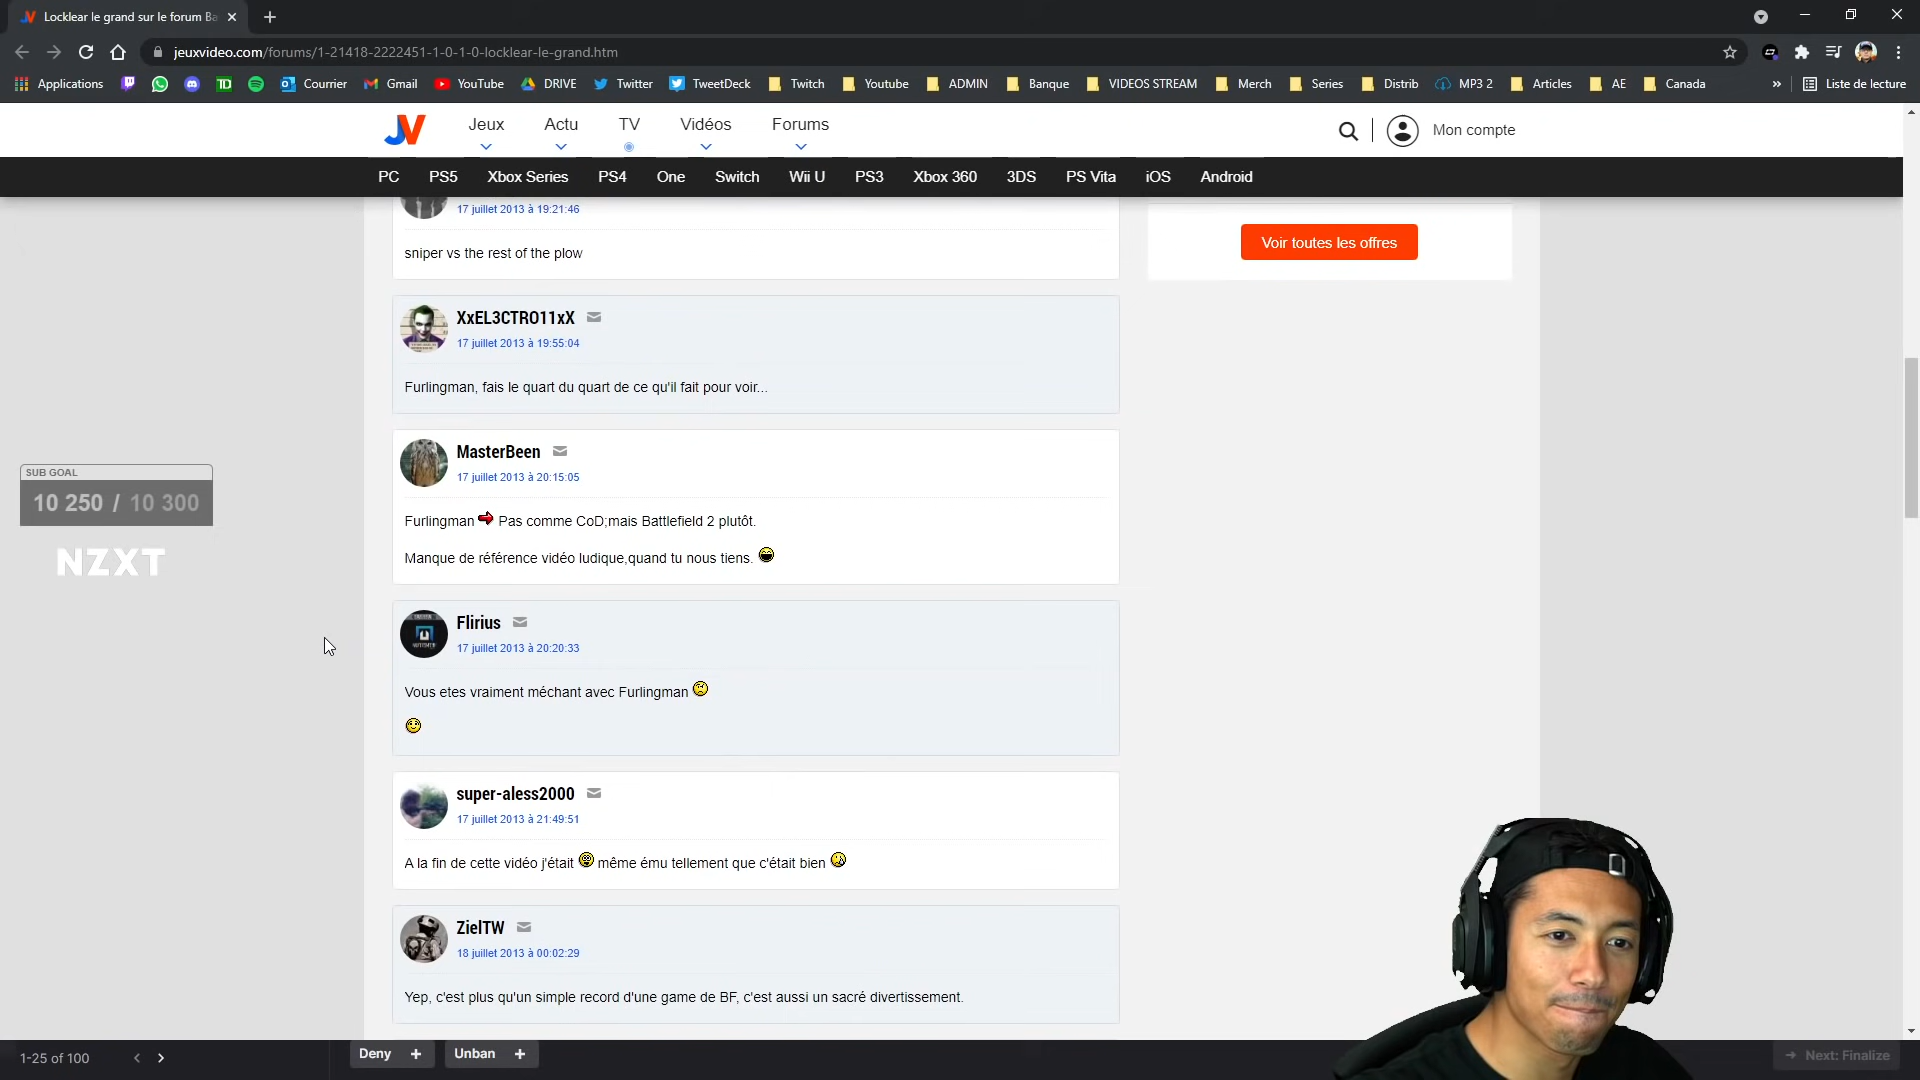 Locklear le grand sur le forum Ba
jeuxvideo.com/forums/1-21418-2222451-1-0-1-0-locklear-le-grand.htm
Applications Courrier Gmail YouTube DRIVE Twitter TweetDeck Twitch Youtube ADMIN Banque VIDEOS STREAM Merch Series Distrib MP3 2 Articles AE Canada » Liste de lecture
JV Jeux Actu TV Vidéos Forums Mon compte
PC PS5 Xbox Series PS4 One Switch Wii U PS3 Xbox 360 3DS PS Vita iOS Android
17 juillet 2013 à 19:21:46
sniper vs the rest of the plow
Voir toutes les offres
XxEL3CTRO11xX
17 juillet 2013 à 19:55:04
Furlingman, fais le quart du quart de ce qu'il fait pour voir...
MasterBeen
17 juillet 2013 à 20:15:05
Furlingman Pas comme CoD;mais Battlefield 2 plutôt.
Manque de référence vidéo ludique,quand tu nous tiens.
SUB GOAL
10 250 / 10 300
NZXT
Flirius
17 juillet 2013 à 20:20:33
Vous etes vraiment méchant avec Furlingman
super-aless2000
17 juillet 2013 à 21:49:51
A la fin de cette vidéo j'était même ému tellement que c'était bien
ZielTW
18 juillet 2013 à 00:02:29
Yep, c'est plus qu'un simple record d'une game de BF, c'est aussi un sacré divertissement.
1-25 of 100 Deny + Unban + Next: Finalize